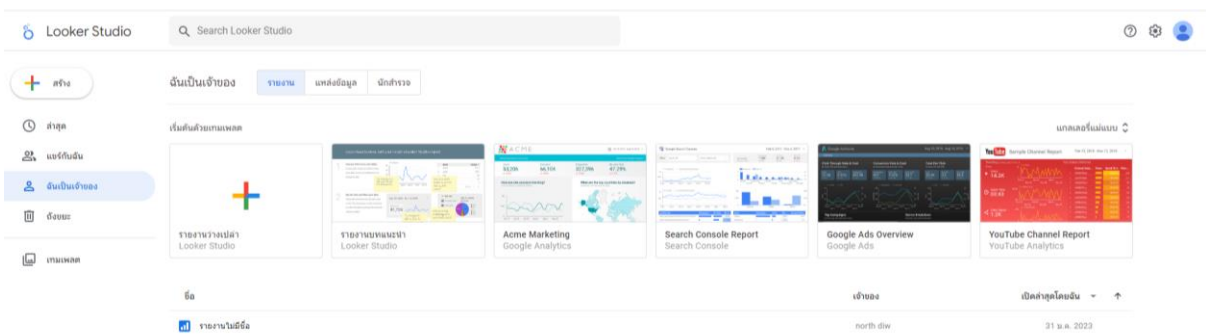 Looker Studio
Search Looker Studio
สร้าง
ฉันเป็นเจ้าของ
รายงาน
แหล่งข้อมูล
นักสำรวจ
ล่าสุด
แชร์กับฉัน
ฉันเป็นเจ้าของ
ถังขยะ
เทมเพลต
เริ่มต้นด้วยเทมเพลต
แกลเลอรี่แม่แบบ
รายงานว่างเปล่า
Looker Studio
รายงานบทแนะนำ
Looker Studio
ACME
Acme Marketing
Google Analytics
Search Console Report
Search Console
Google Ads Overview
Google Ads
YouTube
Sample Channel Report
YouTube Channel Report
YouTube Analytics
ชื่อ
เจ้าของ
เปิดล่าสุดโดยฉัน
รายงานไม่มีชื่อ
north diw
31 ม.ค. 2023